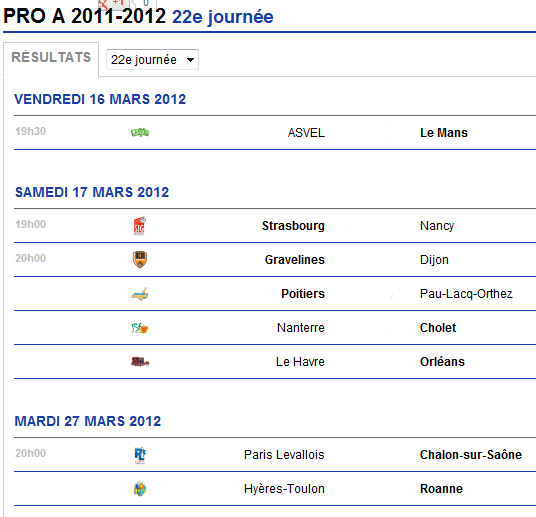 +1 0
PRO A 2011-2012 22e journée
RÉSULTATS 22e journée
VENDREDI 16 MARS 2012
19h30 ASVEL Le Mans
SAMEDI 17 MARS 2012
19h00 Strasbourg Nancy
20h00 Gravelines Dijon
Poitiers Pau-Lacq-Orthez
Nanterre Cholet
Le Havre Orléans
MARDI 27 MARS 2012
20h00 Paris Levallois Chalon-sur-Saône
Hyères-Toulon Roanne